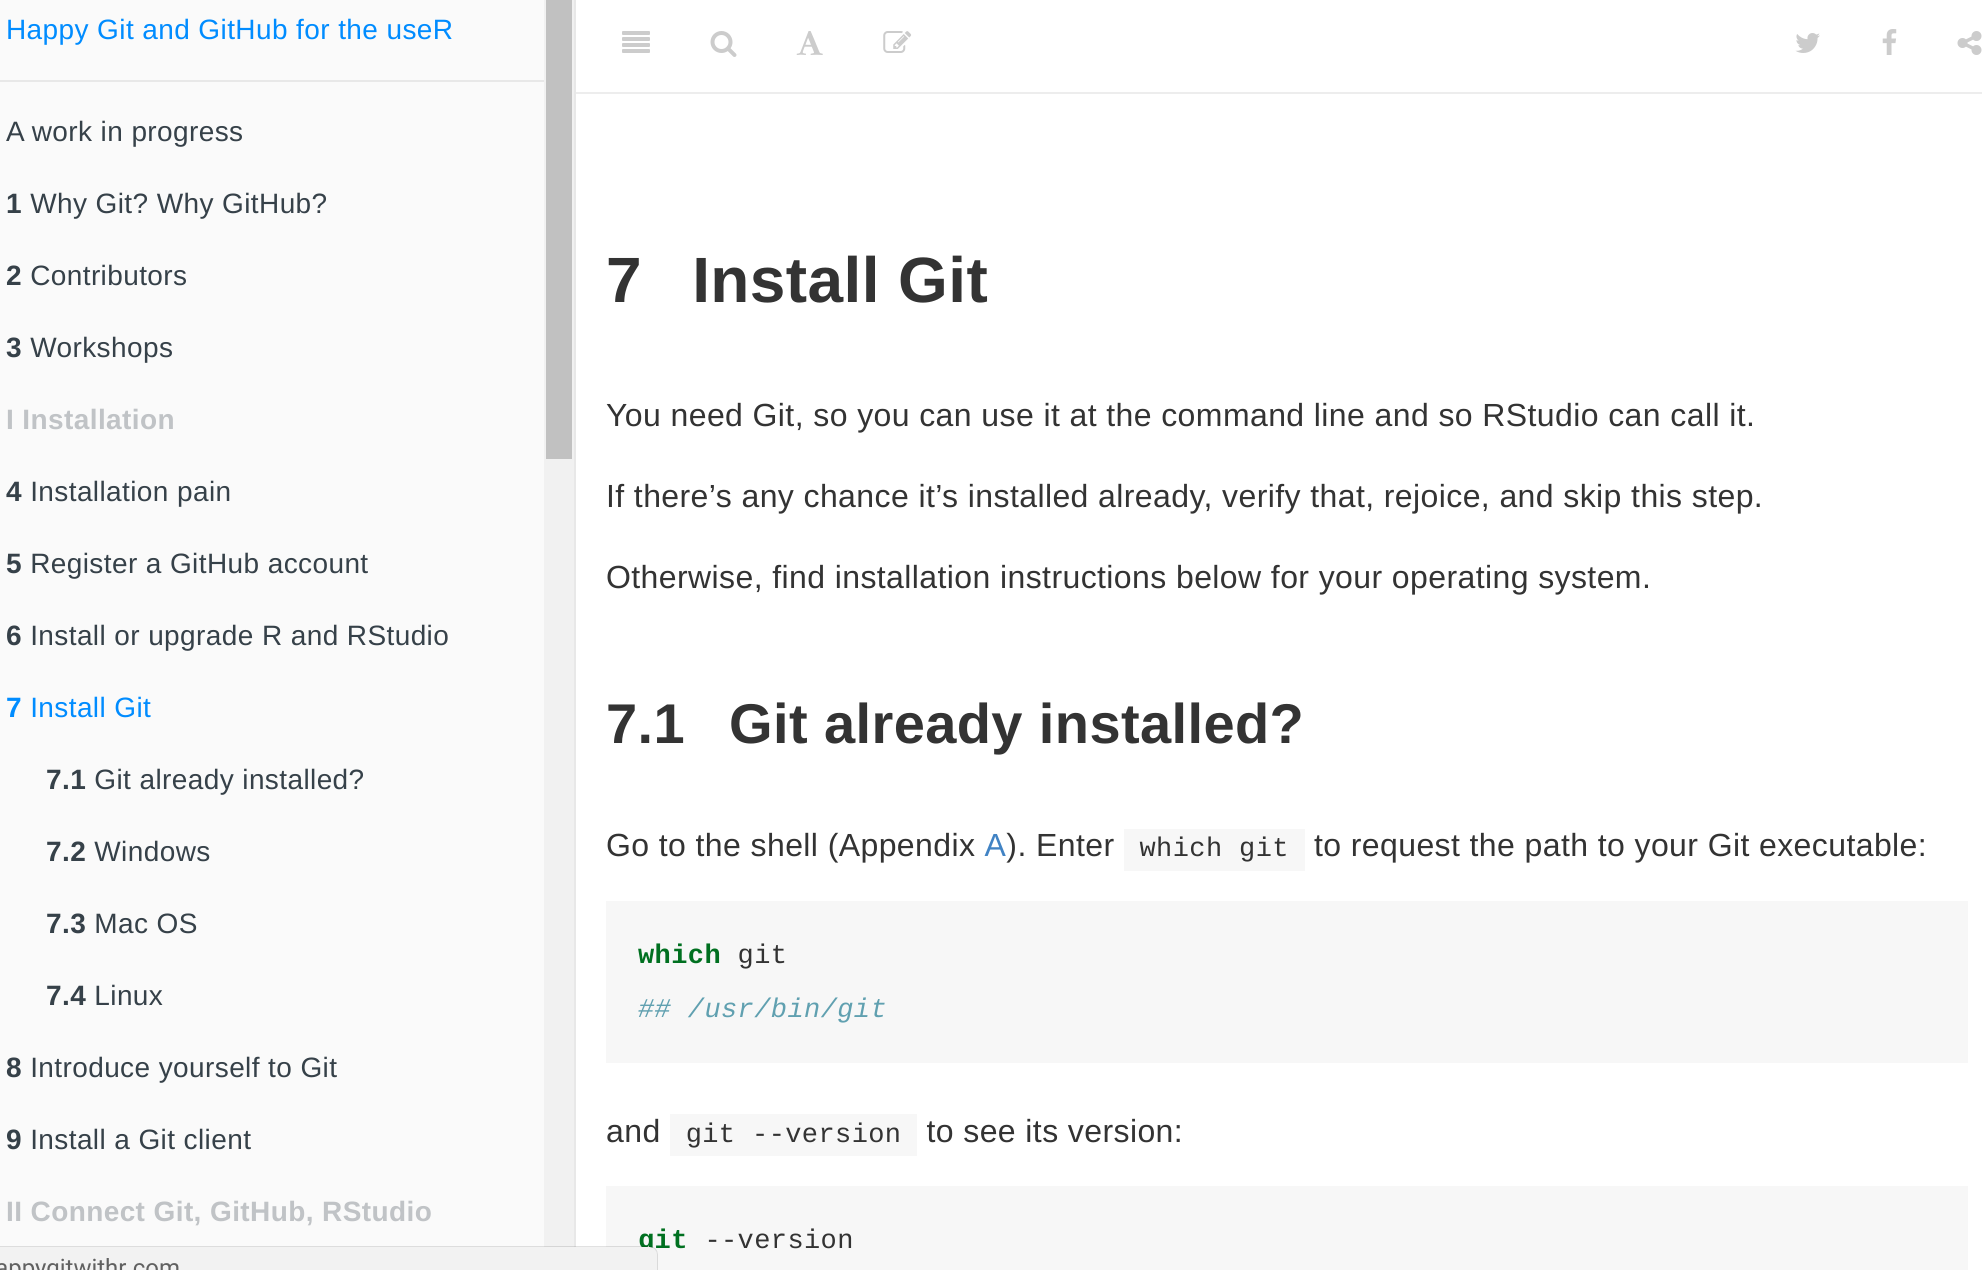 Happy Git and GitHub for the useR
A work in progress
1 Why Git? Why GitHub?
2 Contributors
3 Workshops
I Installation
4 Installation pain
5 Register a GitHub account
6 Install or upgrade R and RStudio
7 Install Git
7.1 Git already installed?
7.2 Windows
7.3 Mac OS
7.4 Linux
8 Introduce yourself to Git
9 Install a Git client
II Connect Git, GitHub, RStudio
appygitwithr.com
7 Install Git
You need Git, so you can use it at the command line and so RStudio can call it.
If there’s any chance it’s installed already, verify that, rejoice, and skip this step.
Otherwise, find installation instructions below for your operating system.
7.1 Git already installed?
Go to the shell (Appendix A). Enter which git to request the path to your Git executable:
which git
## /usr/bin/git
and git --version to see its version:
git --version